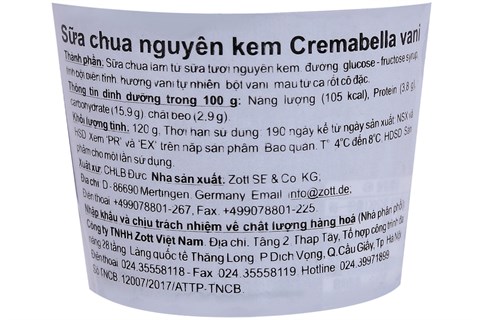 Sữa chua nguyên kem Cremabella vani
Thành phần: Sữa chua làm từ sữa tươi nguyên kem, đường glucose - fructose syrup,
tinh bột biến tính, hương vani tự nhiên, bột vani, màu từ cà rốt cô đặc.
Thông tin dinh dưỡng trong 100 g: Năng lượng (105 kcal), Protein (3,8 g),
carbohydrate (15,9 g), chất béo (2,9 g).
Khối lượng tịnh: 120 g. Thời hạn sử dụng: 190 ngày kể từ ngày sản xuất. NSX và
HSD: Xem 'PR' và 'EX' trên nắp sản phẩm. Bảo quản: T° 4°C đến 8°C. HDSD: Sản
phẩm cho một lần sử dụng.
Xuất xứ: CHLB Đức. Nhà sản xuất: Zott SE & Co KG,
Địa chỉ: D - 86690 Mertingen, Germany. Email: info@zott.de,
Điện thoại: +499078801-267, Fax: +499078801-225.
Nhập khẩu và chịu trách nhiệm về chất lượng hàng hoá (Nhà phân phối):
Công ty TNHH Zott Việt Nam. Địa chỉ: Tầng 2, Tháp Tây, Tổ hợp công trình đa
năng 28 tầng, Làng quốc tế Thăng Long, P. Dịch Vọng, Q. Cầu Giấy, Tp. Hà Nội.
Điện thoại: 024.35558118 - Fax: 024.35558119. Hotline: 024.39971899
Số TNCB: 12007/2017/ATTP-TNCB.